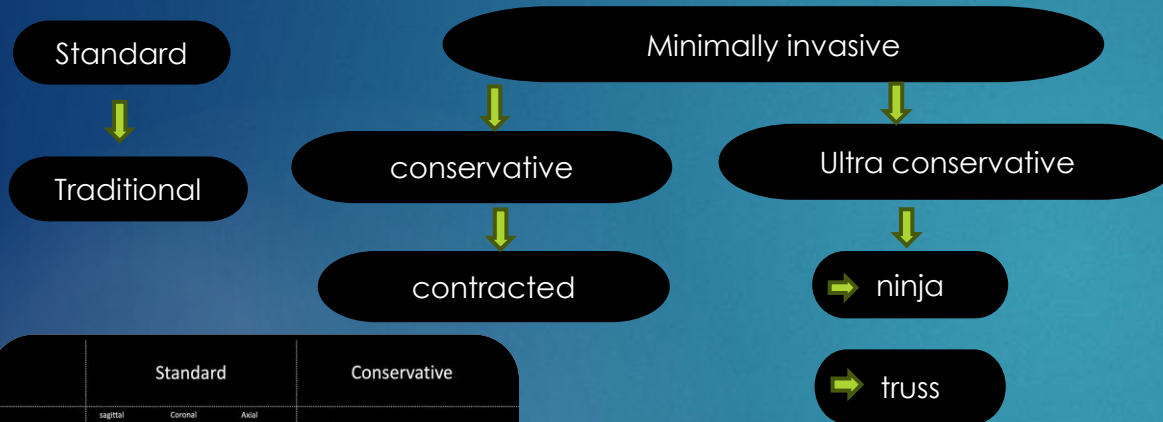 Standard
Minimally invasive
Traditional
conservative
Ultra conservative
contracted
ninja
truss
Standard
Conservative
sagittal
Coronal
Axial